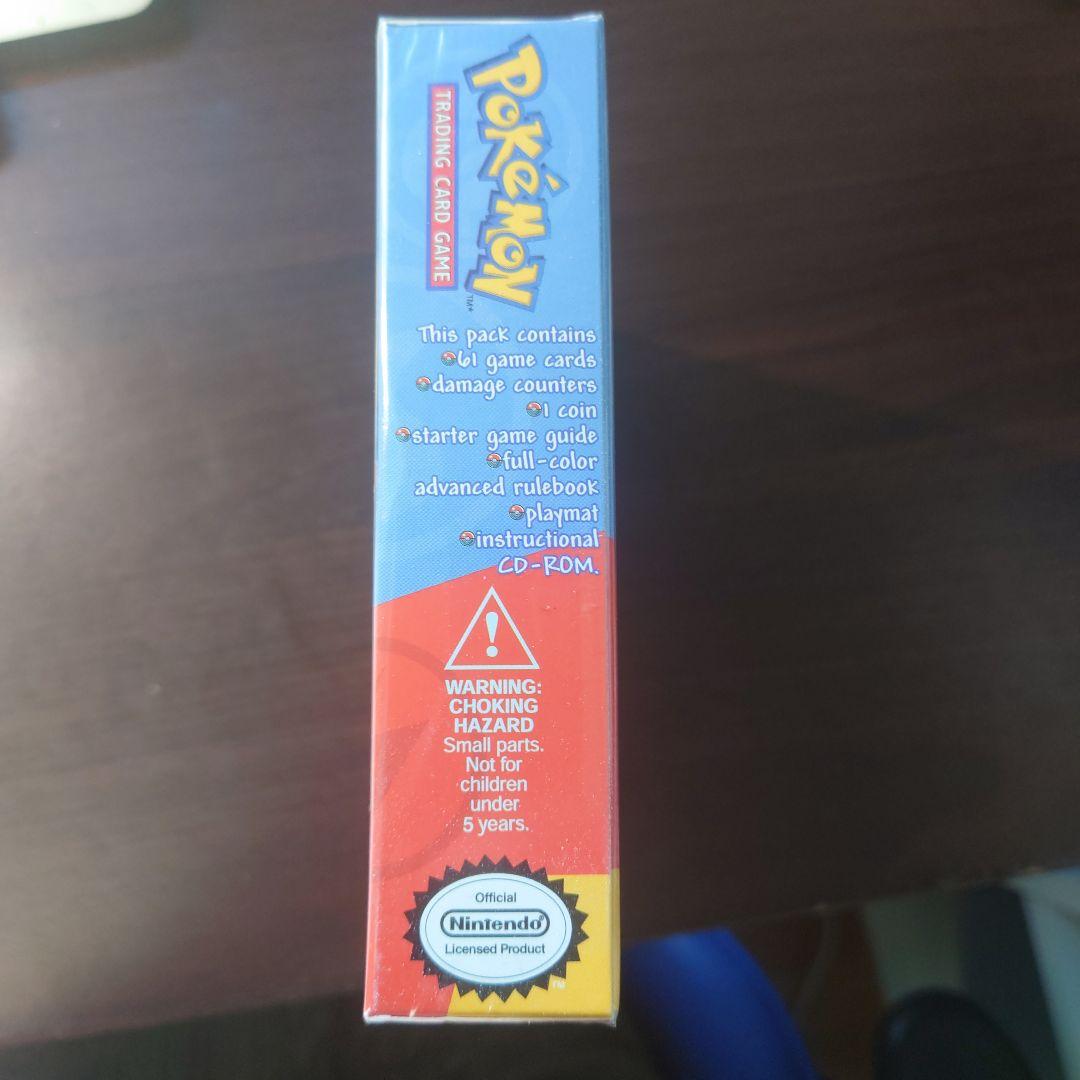 POKéMON
TM*
TRADING CARD GAME
This pack contains
61 game cards
damage counters
1 coin
starter game guide
full-color
advanced rulebook
playmat
instructional
CD-ROM.
!
WARNING:
CHOKING
HAZARD
Small parts.
Not for
children
under
5 years.
Official
Nintendo®
Licensed Product
TM